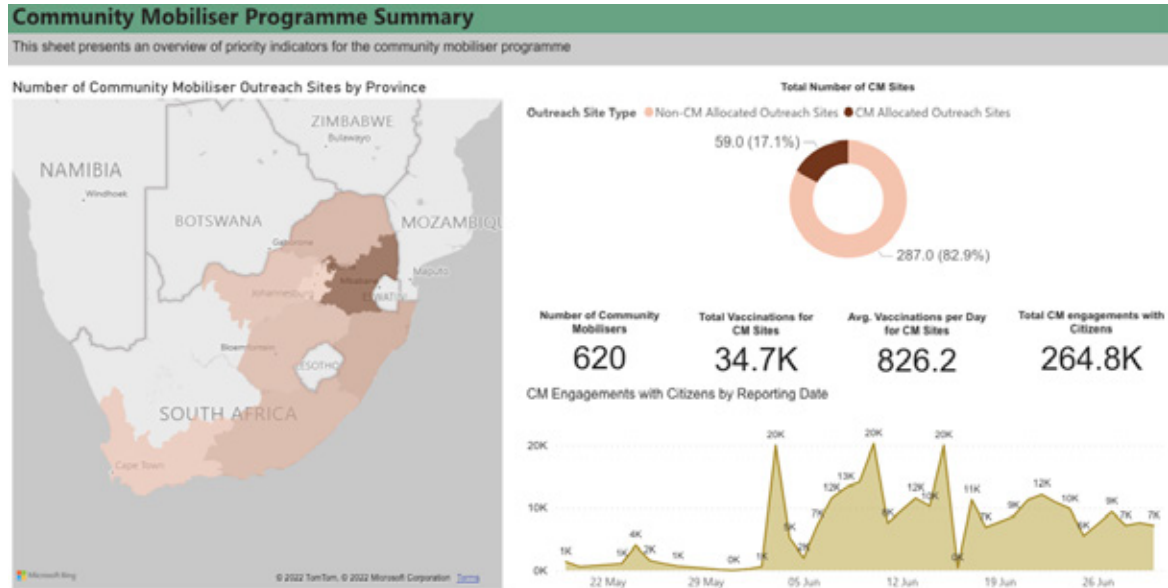 Community Mobiliser Programme Summary
This sheet presents an overview of priority indicators for the community mobiliser programme
Number of Community Mobiliser Outreach Sites by Province
ZIMBABWE
Bulawayo
NAMIBIA
Windhoek
BOTSWANA
MOZAMBIQU
Gaborone
Maputo
Mbabane
Johannesburg
ESWATINI
Bloemfontein
LESOTHO
SOUTH AFRICA
Cape Town
Microsoft Bing
© 2022 TomTom, © 2022 Microsoft Corporation Terms
Total Number of CM Sites
Outreach Site Type Non-CM Allocated Outreach Sites CM Allocated Outreach Sites
59.0 (17.1%)
287.0 (82.9%)
Number of Community Mobilisers
620
Total Vaccinations for CM Sites
34.7K
Avg. Vaccinations per Day for CM Sites
826.2
Total CM engagements with Citizens
264.8K
CM Engagements with Citizens by Reporting Date
20K
10K
0K
1K 1K 4K 2K 1K 0K 1K 20K 5K 2K 7K 12K 13K 20K 8K 12K 10K 20K 0K 11K 7K 9K 12K 10K 6K 9K 7K 7K
22 May 29 May 05 Jun 12 Jun 19 Jun 26 Jun